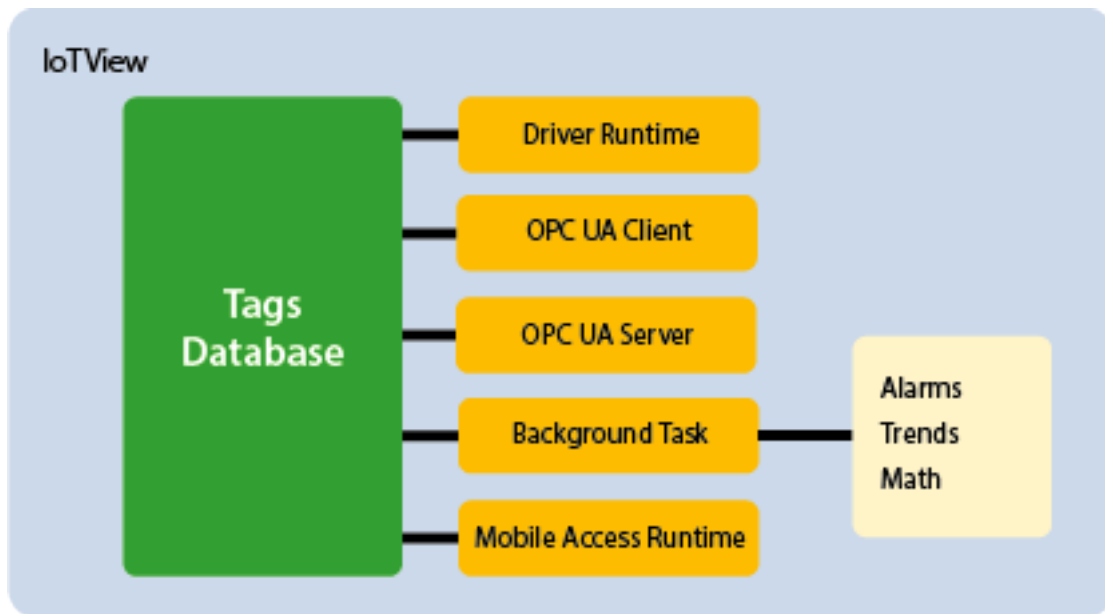 IoTView
Tags
Database
Driver Runtime
OPC UA Client
OPC UA Server
Background Task
Mobile Access Runtime
Alarms
Trends
Math